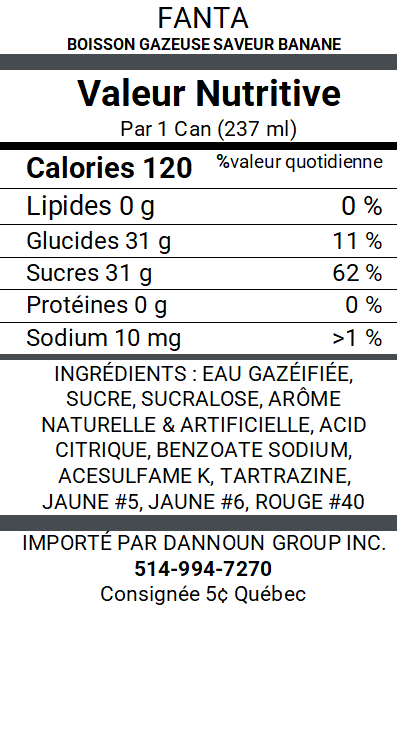 FANTA
BOISSON GAZEUSE SAVEUR BANANE
Valeur Nutritive
Par 1 Can (237 ml)
Calories 120 %valeur quotidienne
Lipides 0 g 0 %
Glucides 31 g 11 %
Sucres 31 g 62 %
Protéines 0 g 0 %
Sodium 10 mg >1 %
INGRÉDIENTS : EAU GAZÉIFIÉE,
SUCRE, SUCRALOSE, ARÔME
NATURELLE & ARTIFICIELLE, ACID
CITRIQUE, BENZOATE SODIUM,
ACESULFAME K, TARTRAZINE,
JAUNE #5, JAUNE #6, ROUGE #40
IMPORTÉ PAR DANNOUN GROUP INC.
514-994-7270
Consignée 5¢ Québec